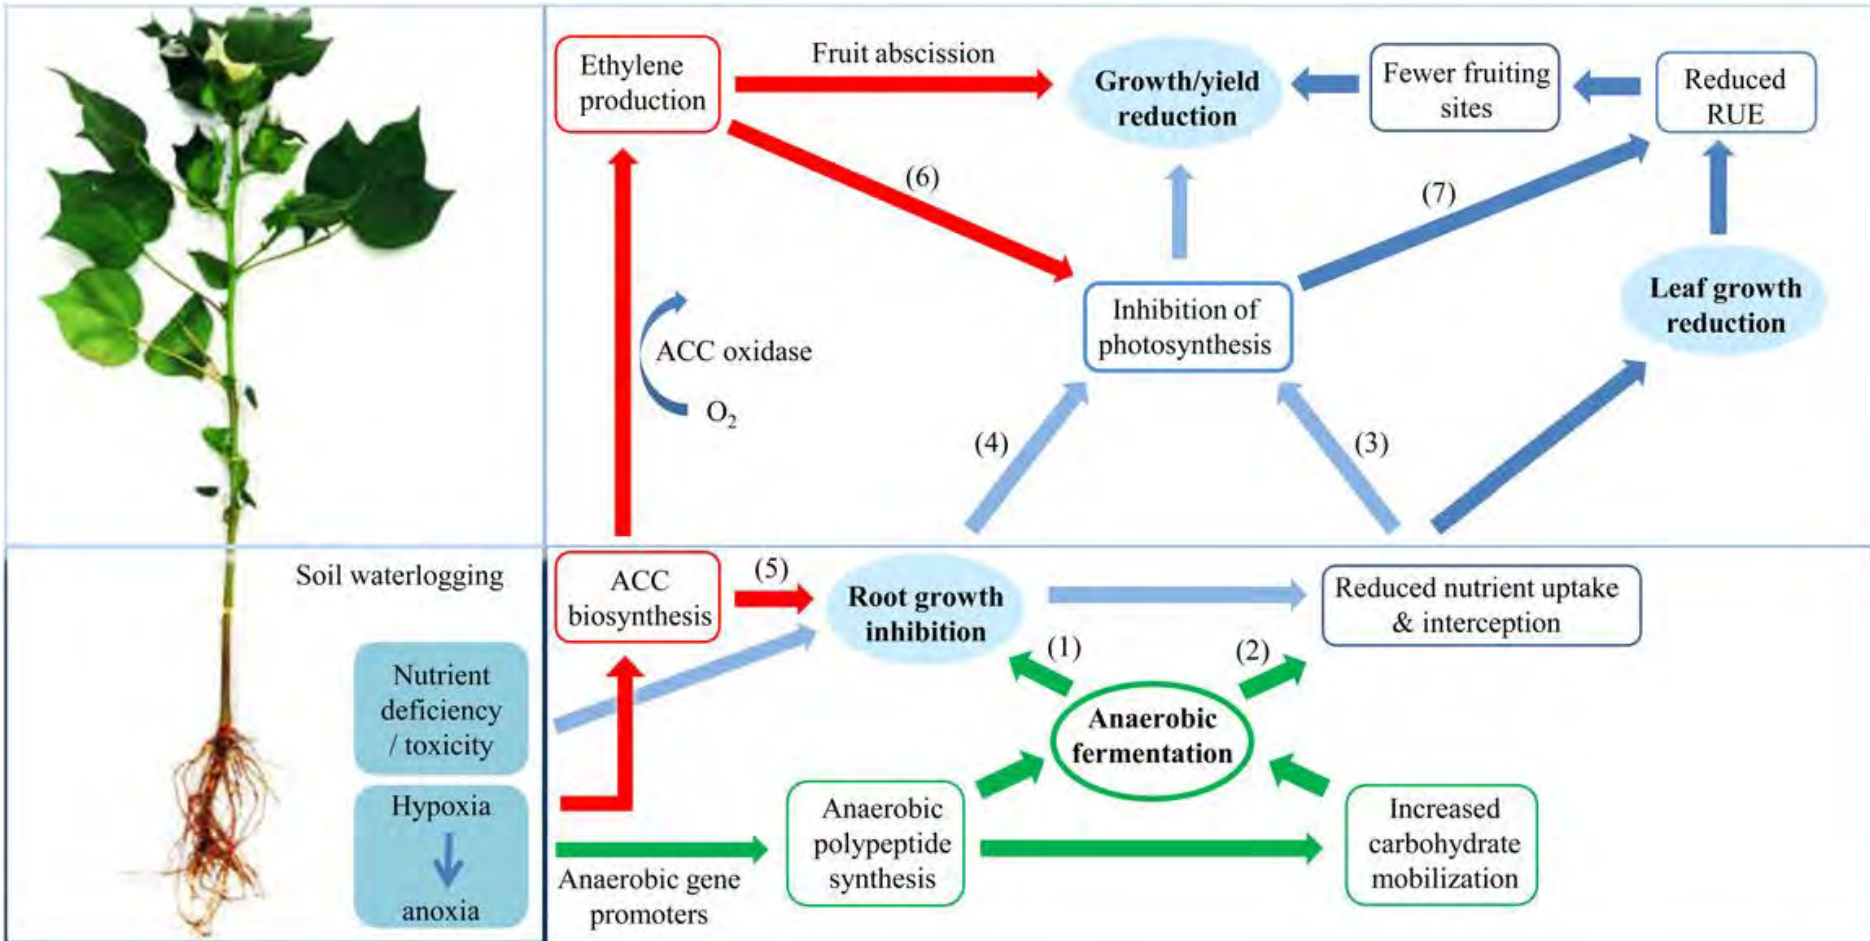 Ethylene
production
Fruit abscission
Growth/yield
reduction
Fewer fruiting
sites
Reduced
RUE
(6)
(7)
Inhibition of
photosynthesis
Leaf growth
reduction
ACC oxidase
O₂
(4)
(3)
Soil waterlogging
ACC
biosynthesis
(5)
Root growth
inhibition
Reduced nutrient uptake
& interception
(1)
(2)
Nutrient
deficiency
/ toxicity
Anaerobic
fermentation
Hypoxia
anoxia
Anaerobic gene
promoters
Anaerobic
polypeptide
synthesis
Increased
carbohydrate
mobilization